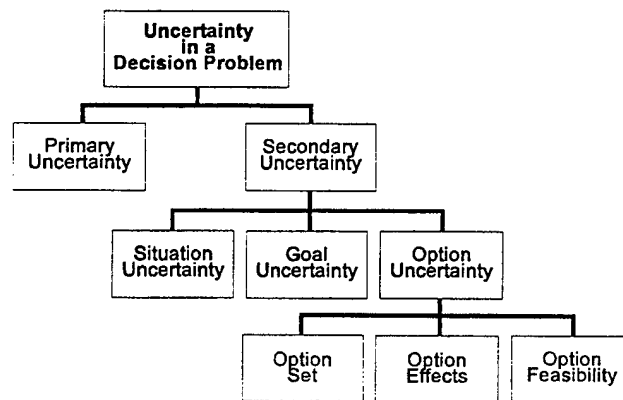 Uncertainty
in a
Decision Problem
Primary
Uncertainty
Secondary
Uncertainty
Situation
Uncertainty
Goal
Uncertainty
Option
Uncertainty
Option
Set
Option
Effects
Option
Feasibility